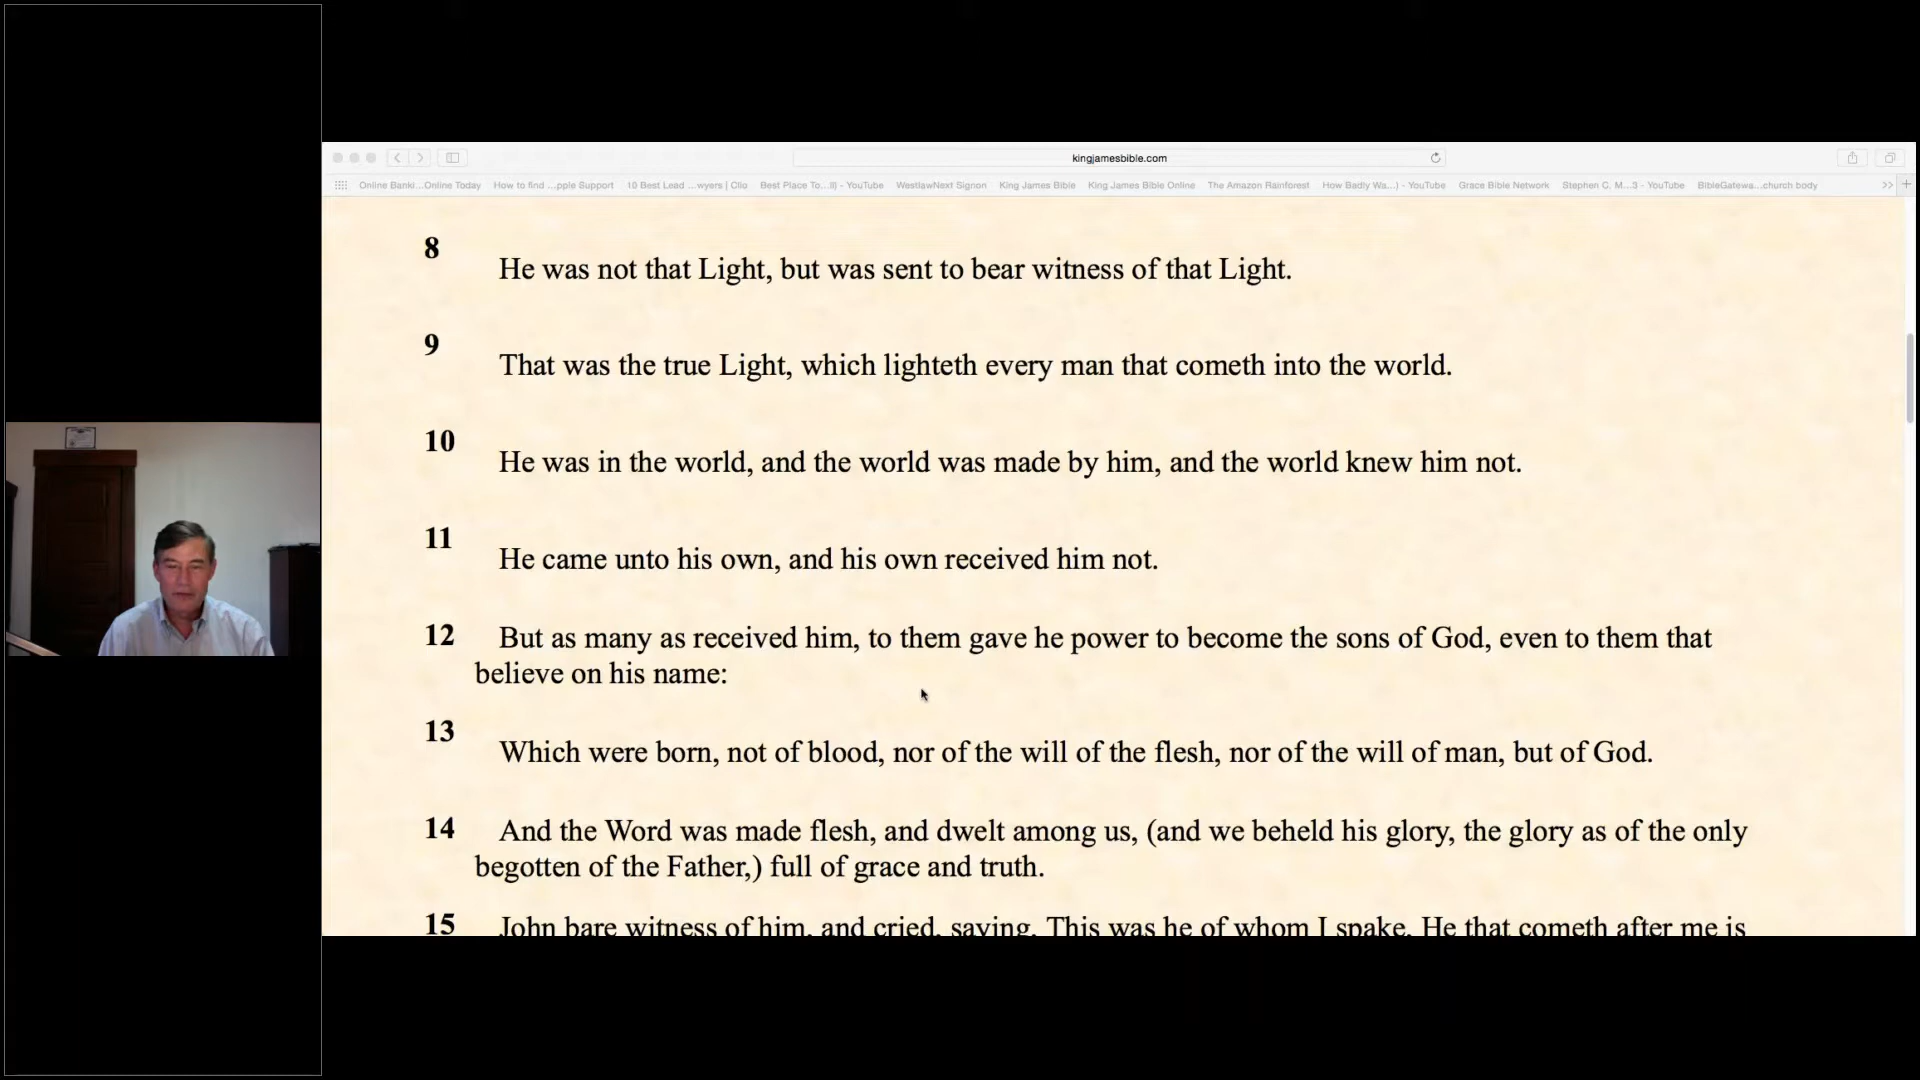 kingjamesbible.com
Online Banki...Online Today How to find ...pple Support 10 Best Lead ...wyers | Clio Best Place To...ll) - YouTube WestlawNext Signon King James Bible King James Bible Online The Amazon Rainforest How Badly Wa...) - YouTube Grace Bible Network Stephen C. M...3 - YouTube BibleGatewa...church body
8
He was not that Light, but was sent to bear witness of that Light.
9
That was the true Light, which lighteth every man that cometh into the world.
10
He was in the world, and the world was made by him, and the world knew him not.
11
He came unto his own, and his own received him not.
12 But as many as received him, to them gave he power to become the sons of God, even to them that
believe on his name:
13
Which were born, not of blood, nor of the will of the flesh, nor of the will of man, but of God.
14 And the Word was made flesh, and dwelt among us, (and we beheld his glory, the glory as of the only
begotten of the Father,) full of grace and truth.
15 John bare witness of him, and cried, saying, This was he of whom I spake, He that cometh after me is